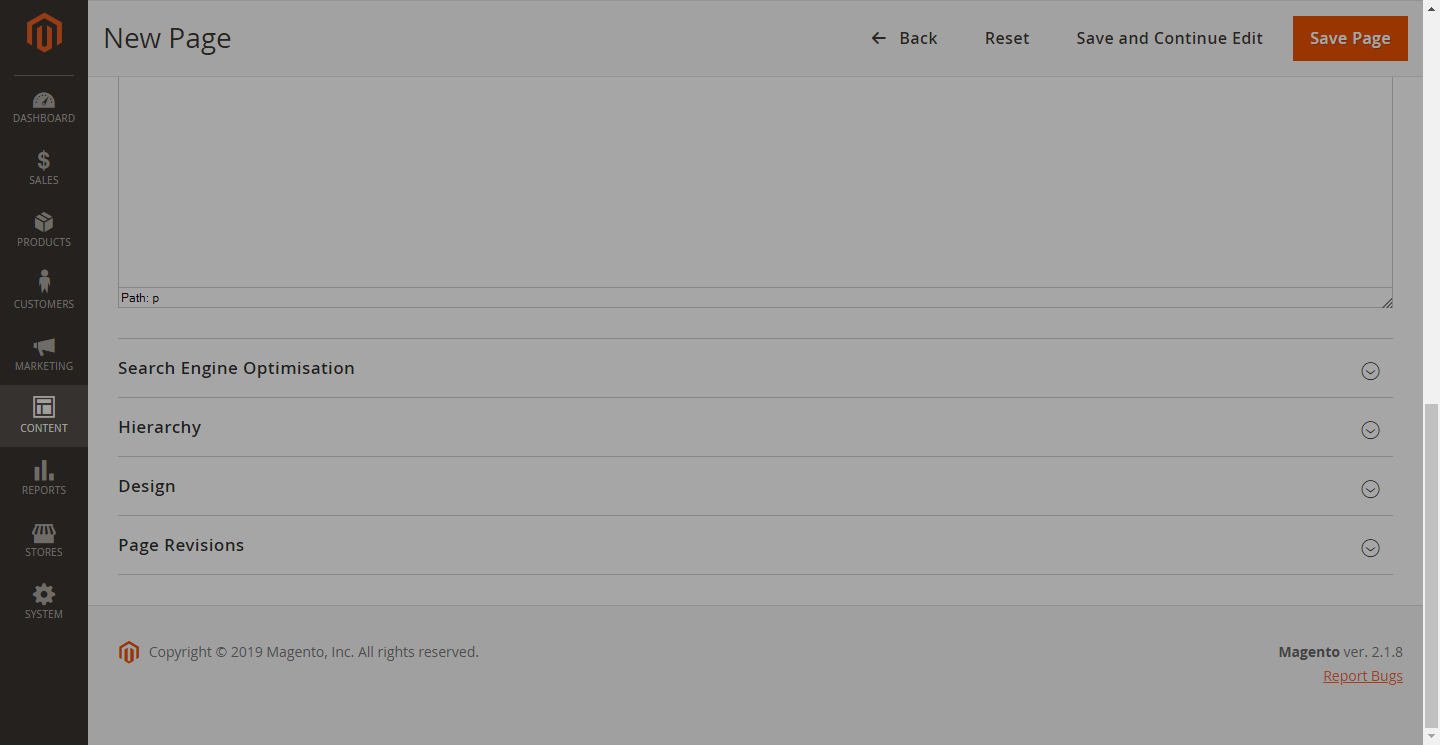 New Page
Back
Reset
Save and Continue Edit
Save Page
DASHBOARD
SALES
PRODUCTS
CUSTOMERS
MARKETING
CONTENT
REPORTS
STORES
SYSTEM
Path: p
Search Engine Optimisation
Hierarchy
Design
Page Revisions
Copyright © 2019 Magento, Inc. All rights reserved.
Magento ver. 2.1.8
Report Bugs